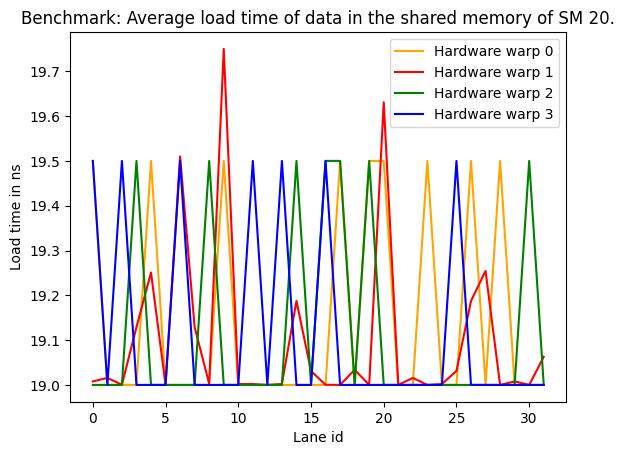 Benchmark: Average load time of data in the shared memory of SM 20.
Hardware warp 0
Hardware warp 1
Hardware warp 2
Hardware warp 3
Load time in ns
19.7
19.6
19.5
19.4
19.3
19.2
19.1
19.0
0 5 10 15 20 25 30
Lane id